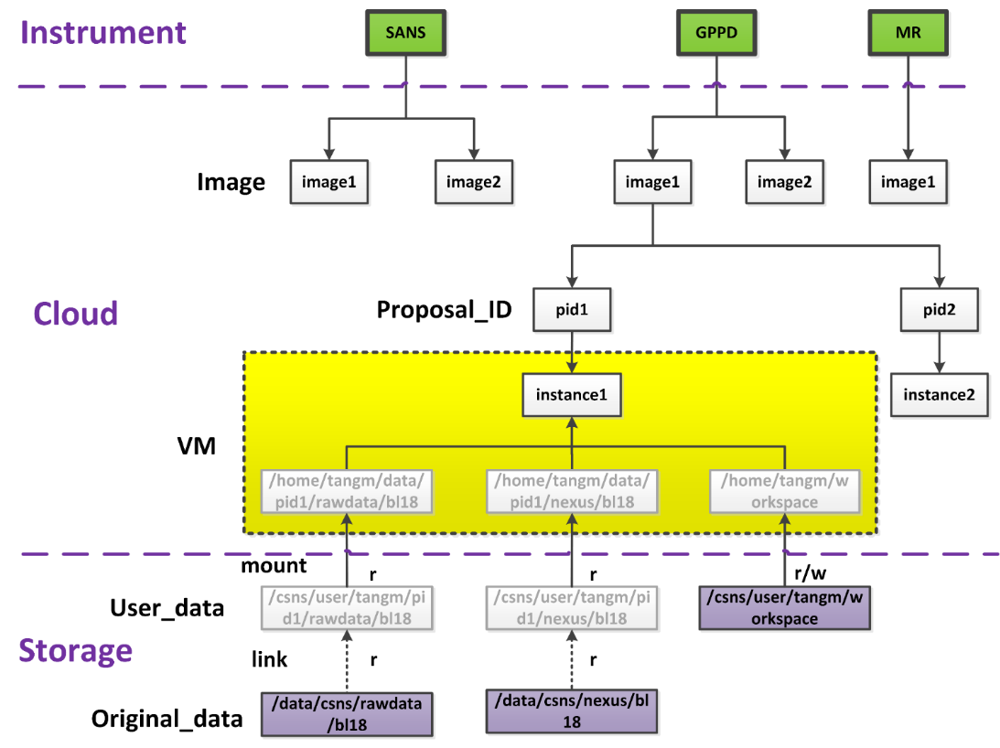 Instrument
SANS
GPPD
MR
Image
image1
image2
image1
image2
image1
Cloud
Proposal_ID
pid1
pid2
instance1
instance2
VM
/home/tangm/data/
pid1/rawdata/bl18
/home/tangm/data/
pid1/nexus/bl18
/home/tangm/w
orkspace
mount
r
r
r/w
User_data
/csns/user/tangm/pi
d1/rawdata/bl18
/csns/user/tangm/pi
d1/nexus/bl18
/csns/user/tangm/w
orkspace
Storage
link
r
r
Original_data
/data/csns/rawdata
/bl18
/data/csns/nexus/bl
18